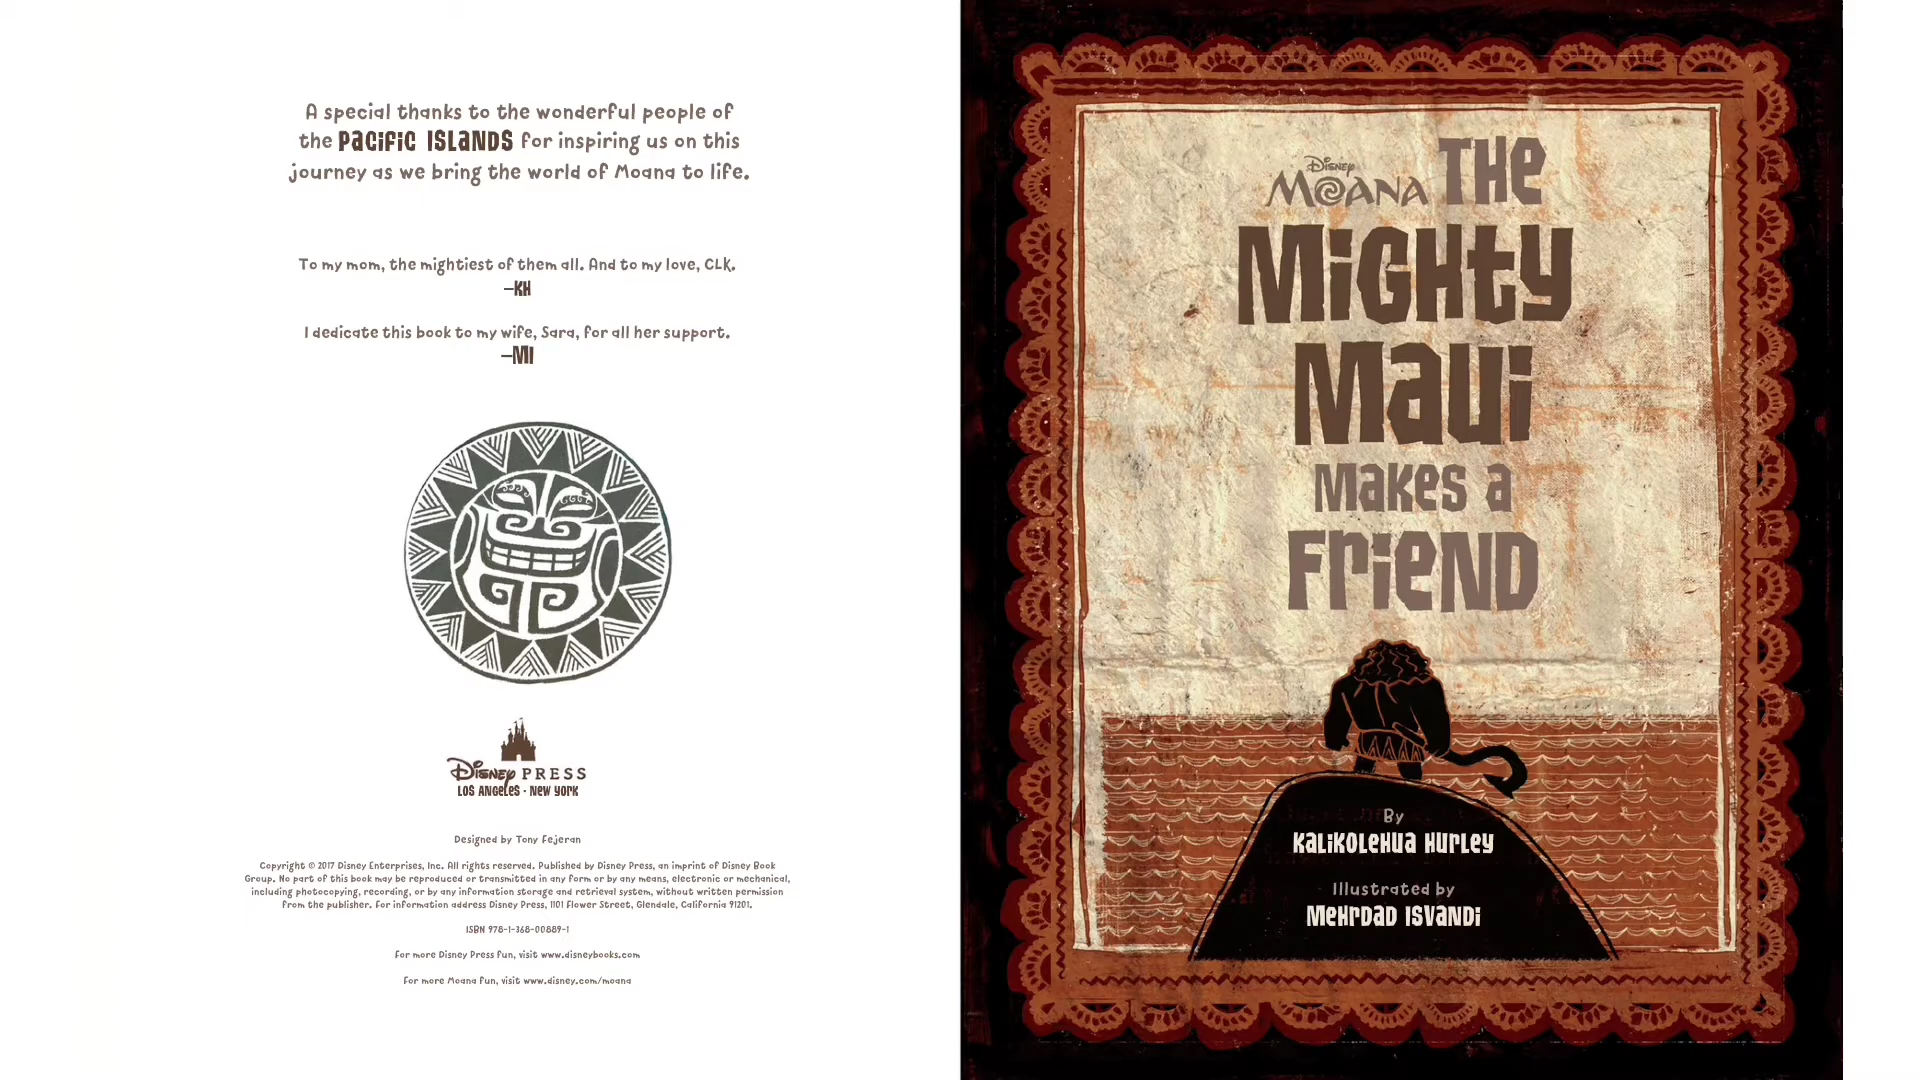 A special thanks to the wonderful people of
the Pacific Islands for inspiring us on this
journey as we bring the world of Moana to life.
To my mom, the mightiest of them all. And to my love, CLK.
—KH
I dedicate this book to my wife, Sara, for all her support.
—MI
Disney PRESS
LOS ANGELES · NEW YORK
Designed by Tony Fejeran
Copyright © 2017 Disney Enterprises, Inc. All rights reserved. Published by Disney Press, an imprint of Disney Book
Group. No part of this book may be reproduced or transmitted in any form or by any means, electronic or mechanical,
including photocopying, recording, or by any information storage and retrieval system, without written permission
from the publisher. For information address Disney Press, 1101 Flower Street, Glendale, California 91201.
ISBN 978-1-368-00889-1
For more Disney Press fun, visit www.disneybooks.com
For more Moana fun, visit www.disney.com/moana
Disney
MOANA THE
MiGHty
Maui
Makes a
FrieND
By
Kalikolehua Hurley
Illustrated by
Mehrdad Isvandi